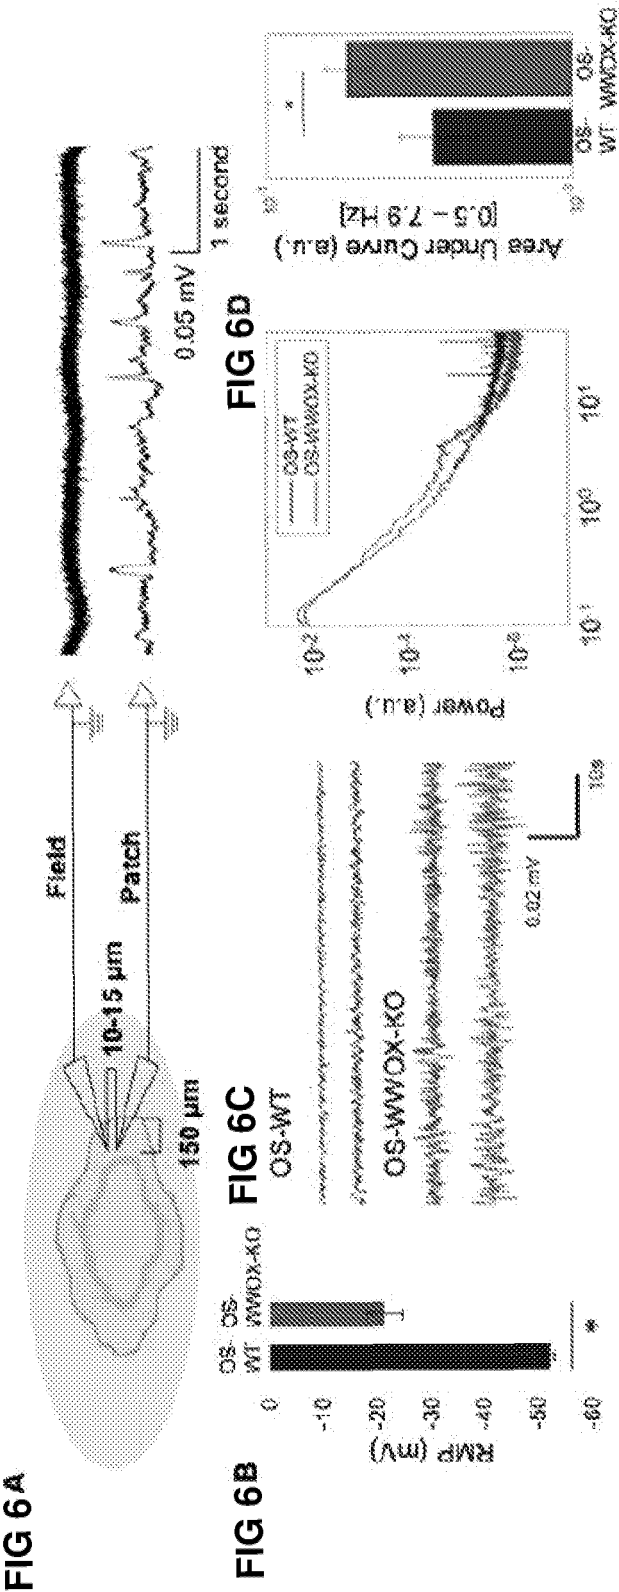 FIG 6A
Field
Patch
10-15 µm
150 µm
0.05 mV
1 second
FIG 6B
RMP (mV)
0
-10
-20
-30
-40
-50
-60
OS-
WT
OS-
WWOX-KO
*
FIG 6C
OS-WT
OS-WWOX-KO
0.02 mV
10s
FIG 6D
Power (a.u.)
10-2
10-4
10-6
10-1
100
101
OS-WT
OS-WWOX-KO
Area Under Curve (a.u.)
[0.5 – 7.9 Hz]
*
OS-
WT
OS-
WWOX-KO